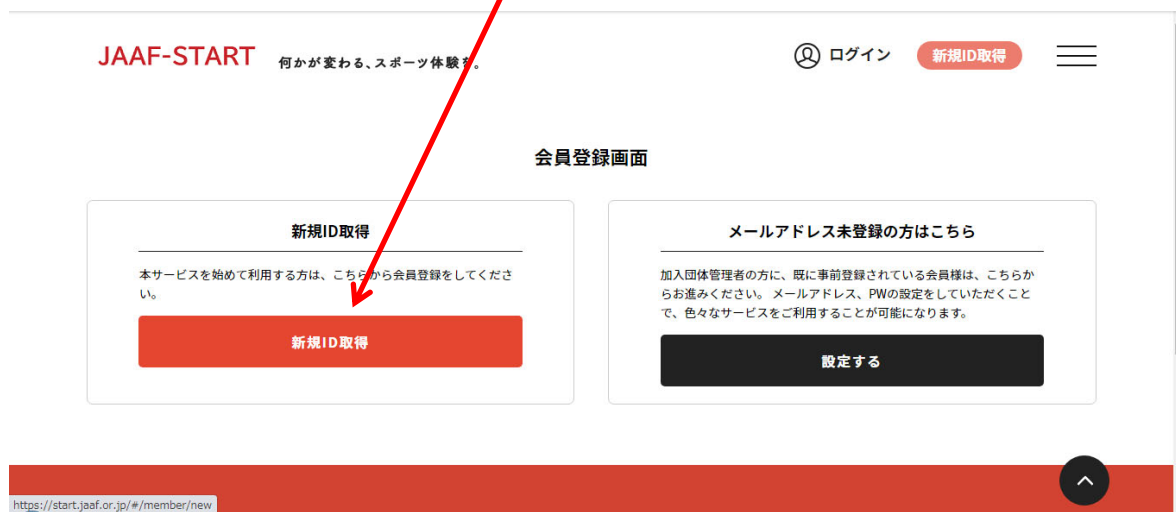 JAAF-START 何かが変わる、スポーツ体験を。 ログイン 新規ID取得
会員登録画面
新規ID取得
本サービスを始めて利用する方は、こちらから会員登録をしてくださ
い。
新規ID取得
メールアドレス未登録の方はこちら
加入団体管理者の方に、既に事前登録されている会員様は、こちらか
らお進みください。 メールアドレス、PWの設定をしていただくこと
で、色々なサービスをご利用することが可能になります。
設定する
https://start.jaaf.or.jp/#/member/new